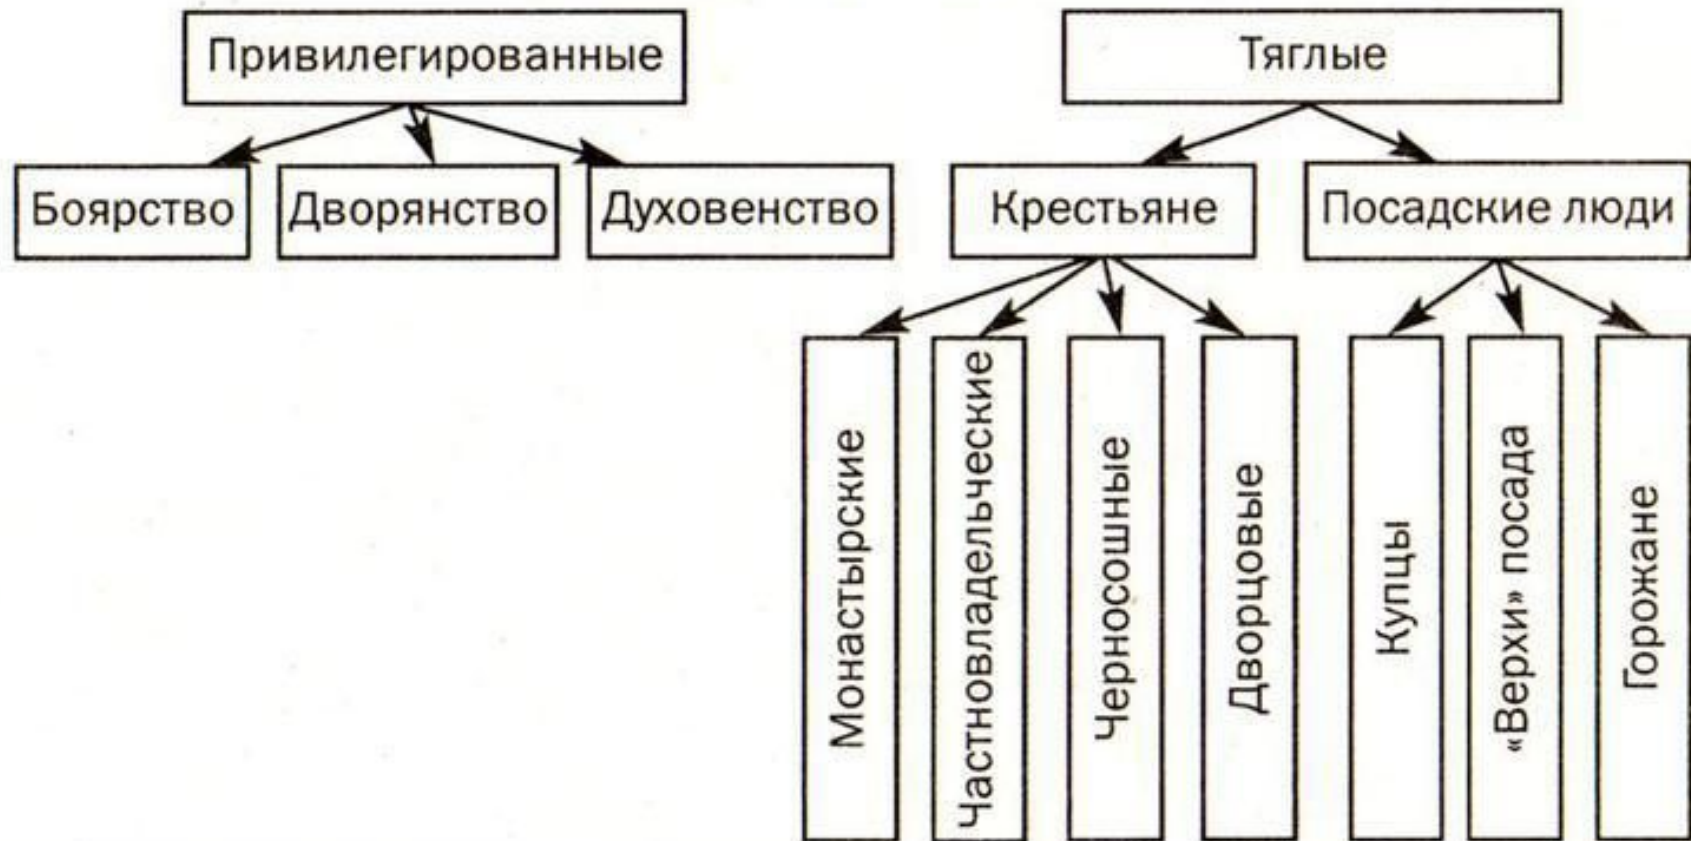 Привилегированные
Тяглые
Боярство
Дворянство
Духовенство
Крестьяне
Посадские люди
Монастырские
Частновладельческие
Черносошные
Дворцовые
Купцы
«Верхи» посада
Горожане